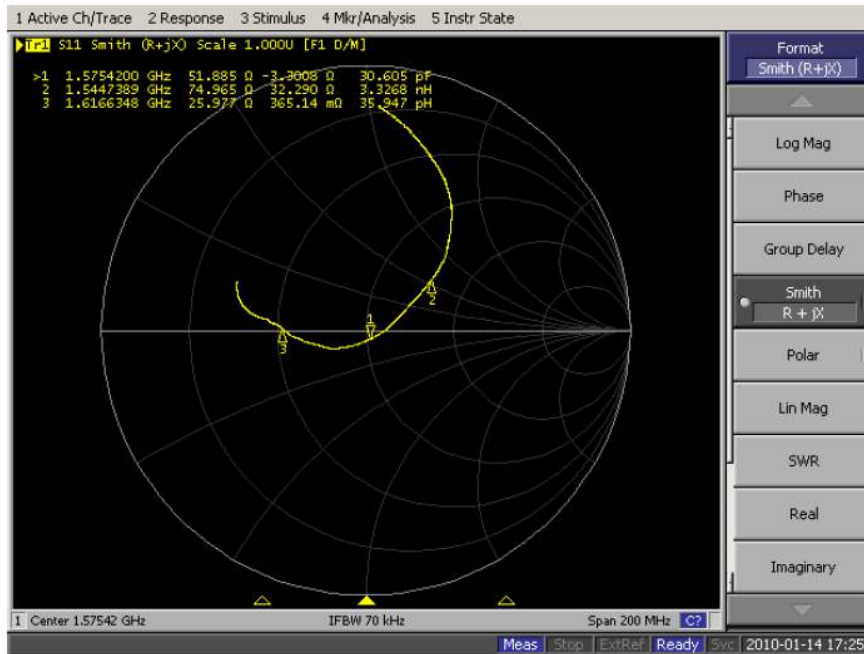 1 Active Ch/Trace 2 Response 3 Stimulus 4 Mkr/Analysis 5 Instr State
Tr1 S11 Smith (R+jX) Scale 1.000U [F1 D/M]
>1 1.5754200 GHz 51.885 Ω -3.3008 Ω 30.605 pF
2 1.5447389 GHz 74.965 Ω 32.290 Ω 3.3268 nH
3 1.6166348 GHz 25.977 Ω 365.14 mΩ 35.947 pH
1
2
3
Format
Smith (R+jX)
Log Mag
Phase
Group Delay
Smith
R + jX
Polar
Lin Mag
SWR
Real
Imaginary
1 Center 1.57542 GHz IFBW 70 kHz Span 200 MHz C?
Meas Stop ExtRef Ready Svc 2010-01-14 17:25